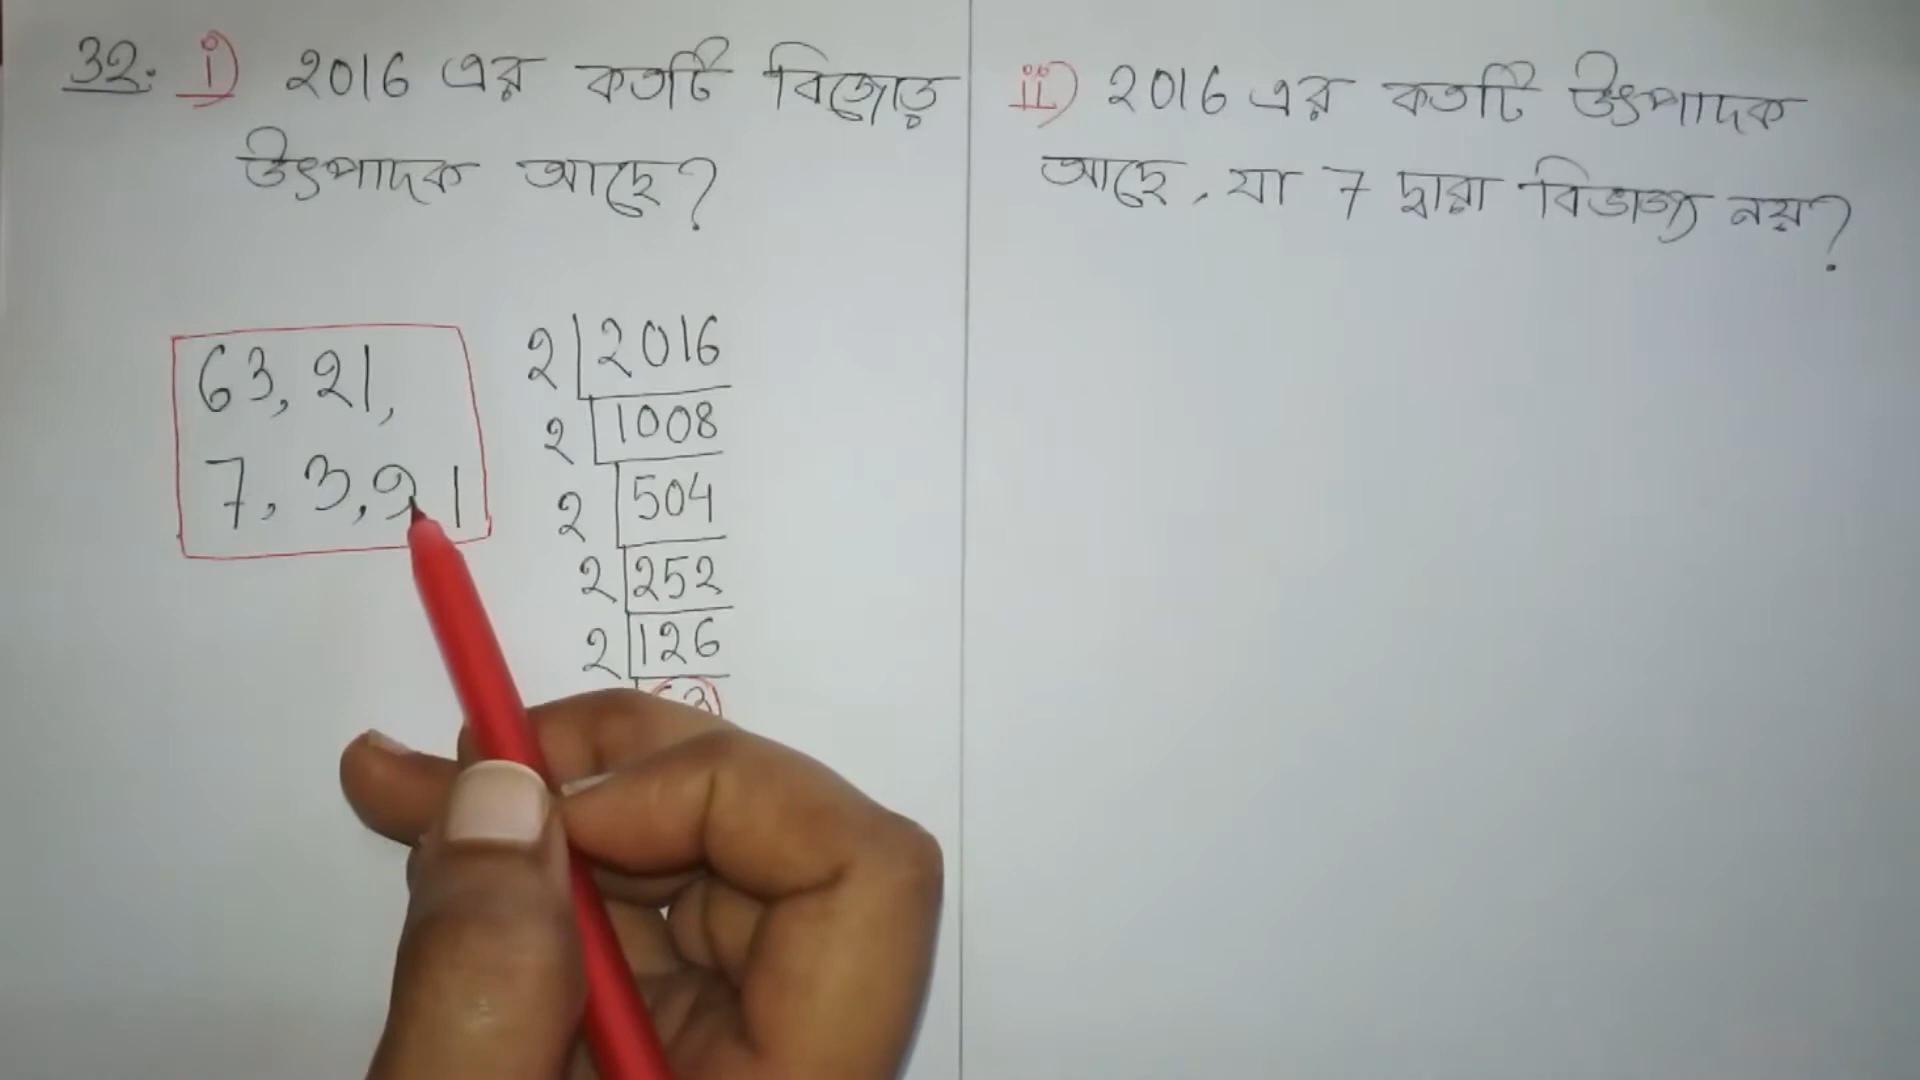 32. i) 2016 এর কতটি বিজোড়
উৎপাদক আছে?
63, 21,
7, 3, 9 1
2 2016
2 1008
2 504
2 252
2 126
ii) 2016 এর কতটি উৎপাদক
আছে, যা 7 দ্বারা বিভাজ্য নয়?